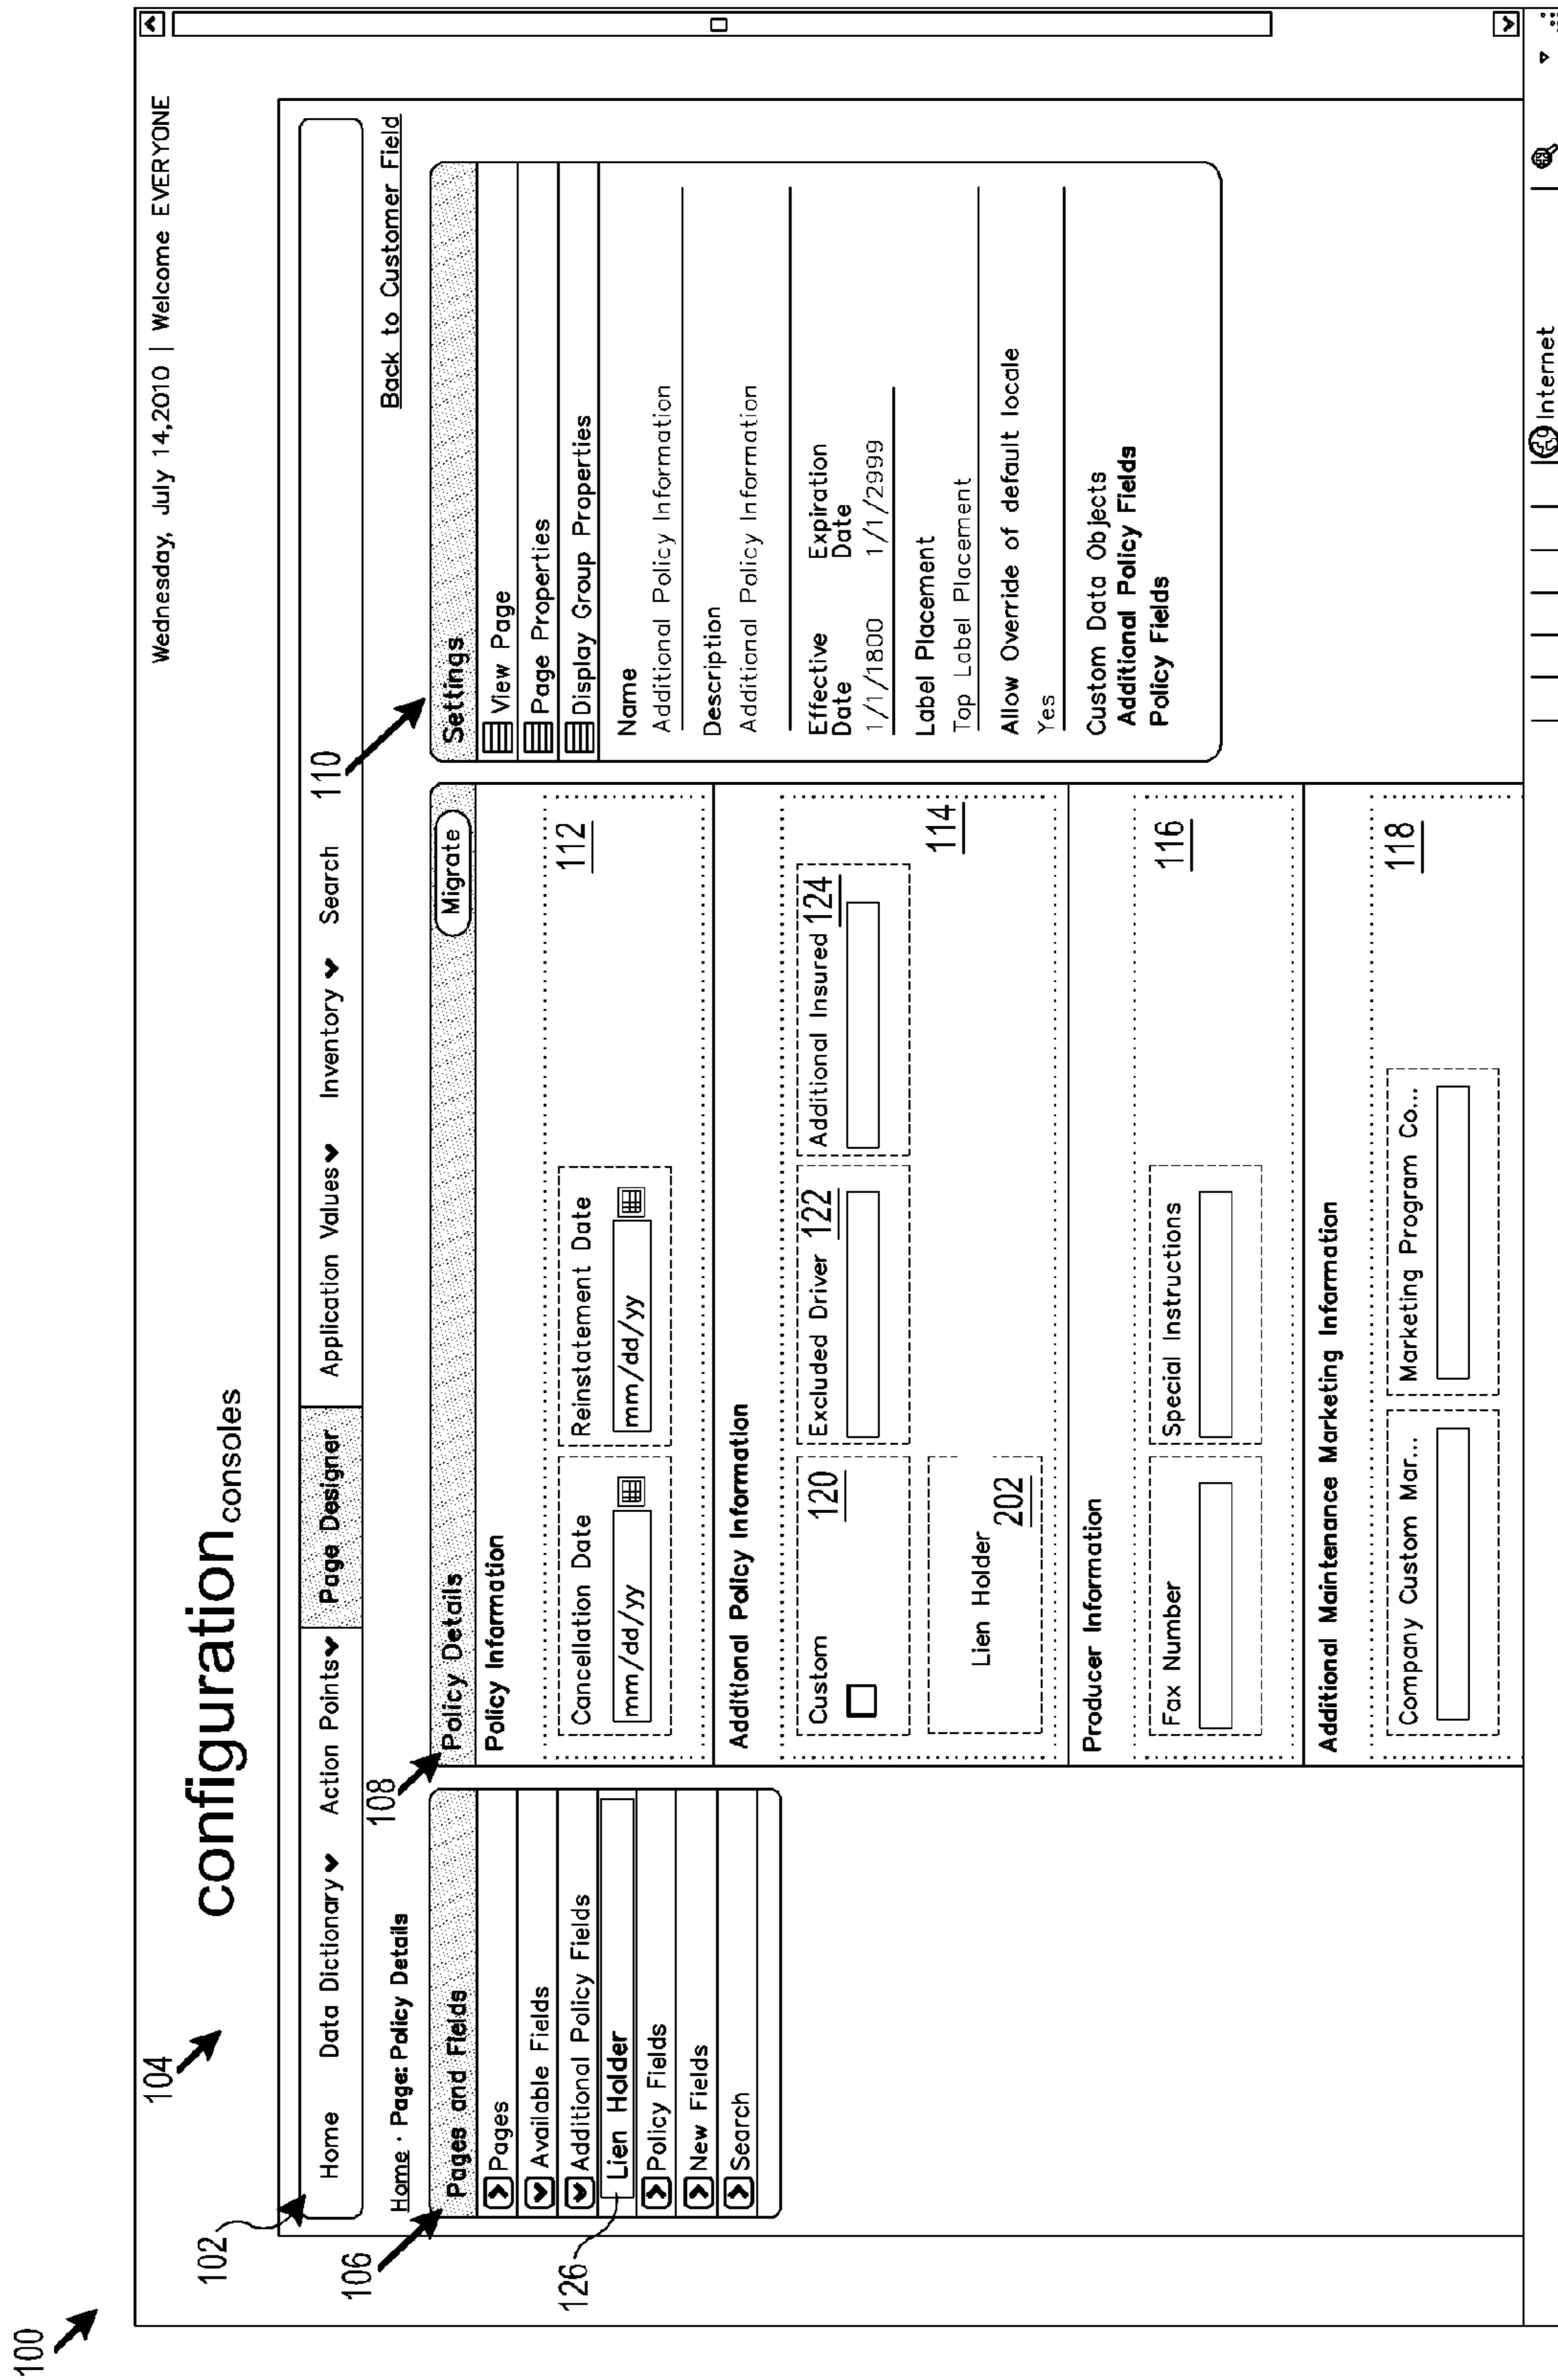 100
104
Wednesday, July 14,2010 | Welcome EVERYONE
configuration consoles
102
Home Data Dictionary Action Points Page Designer Application Values Inventory Search
Home · Page: Policy Details
Back to Customer Field
106
Pages and Fields
Pages
Available Fields
Additional Policy Fields
Lien Holder
126
Policy Fields
New Fields
Search
108
Policy Details
Migrate
Policy Information
112
Cancellation Date
mm/dd/yy
Reinstatement Date
mm/dd/yy
Additional Policy Information
Custom
120
Excluded Driver 122
Additional Insured 124
114
Lien Holder
202
Producer Information
116
Fax Number
Special Instructions
Additional Maintenance Marketing Information
118
Company Custom Mar...
Marketing Program Co...
110
Settings
View Page
Page Properties
Display Group Properties
Name
Additional Policy Information
Description
Additional Policy Information
Effective Date
Expiration Date
1/1/1800
1/1/2999
Label Placement
Top Label Placement
Allow Override of default locale
Yes
Custom Data Objects
Additional Policy Fields
Policy Fields
Internet